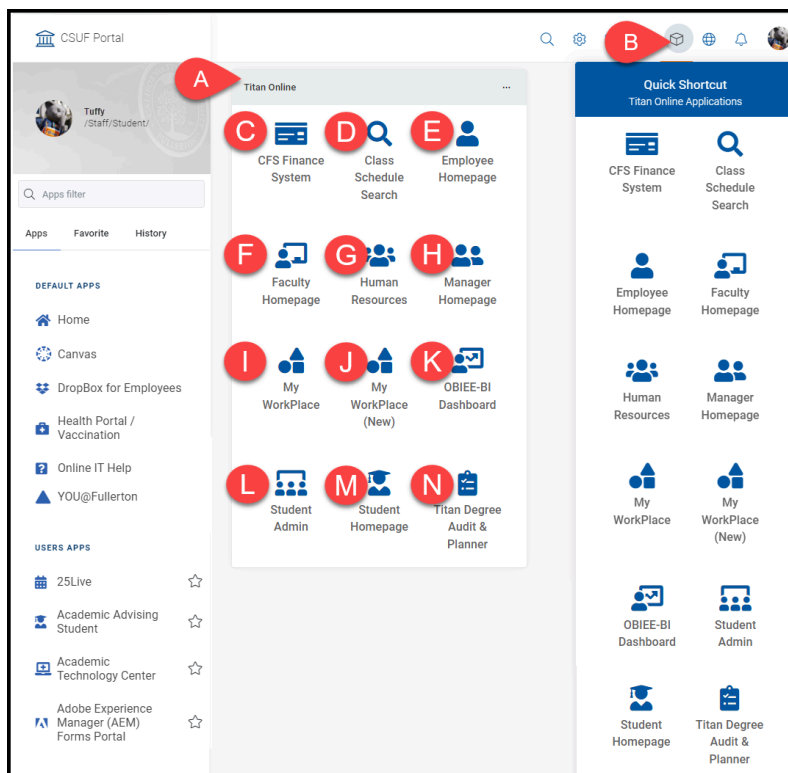 CSUF Portal
B
A
Tuffy
/Staff/Student/
Apps filter
Apps Favorite History
DEFAULT APPS
Home
Canvas
DropBox for Employees
Health Portal /
Vaccination
Online IT Help
YOU@Fullerton
USERS APPS
25Live
Academic Advising
Student
Academic
Technology Center
Adobe Experience
Manager (AEM)
Forms Portal
Titan Online ...
C
CFS Finance
System
D
Class
Schedule
Search
E
Employee
Homepage
F
Faculty
Homepage
G
Human
Resources
H
Manager
Homepage
I
My
WorkPlace
J
My
WorkPlace
(New)
K
OBIEE-BI
Dashboard
L
Student
Admin
M
Student
Homepage
N
Titan Degree
Audit &
Planner
Quick Shortcut
Titan Online Applications
CFS Finance
System
Class
Schedule
Search
Employee
Homepage
Faculty
Homepage
Human
Resources
Manager
Homepage
My
WorkPlace
My
WorkPlace
(New)
OBIEE-BI
Dashboard
Student
Admin
Student
Homepage
Titan Degree
Audit &
Planner